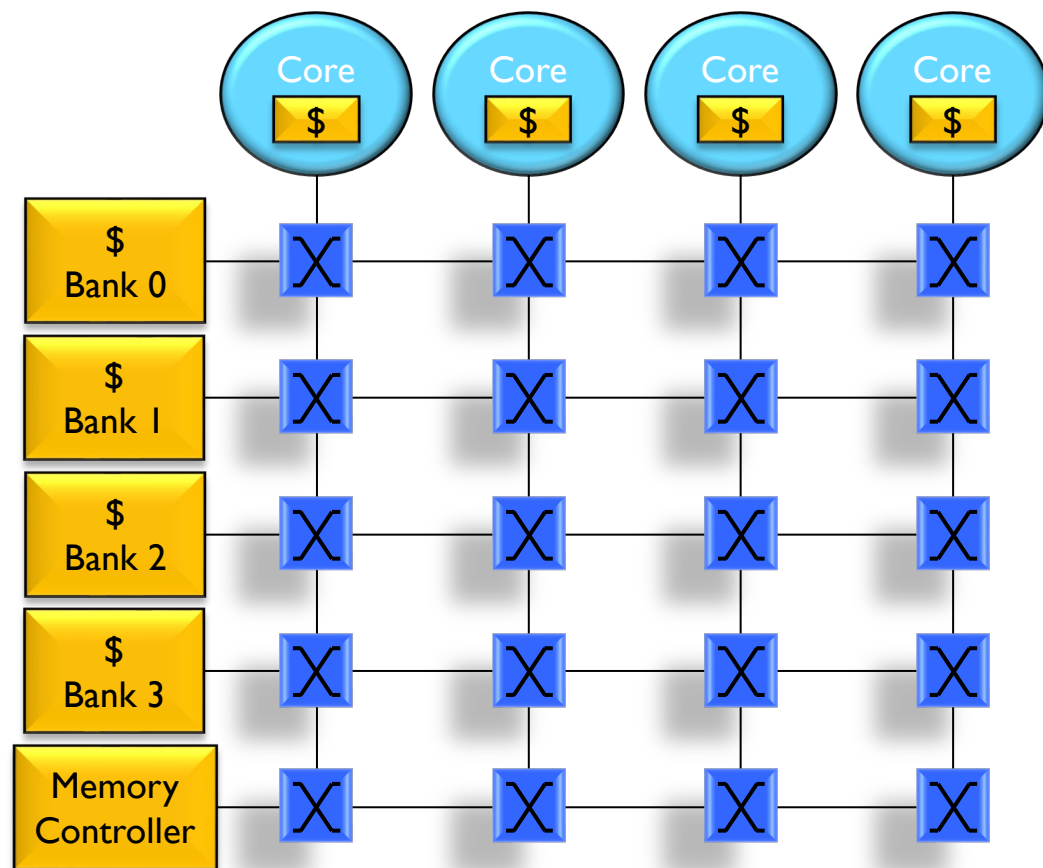 Core
$
Core
$
Core
$
Core
$
$
Bank 0
$
Bank 1
$
Bank 2
$
Bank 3
Memory
Controller